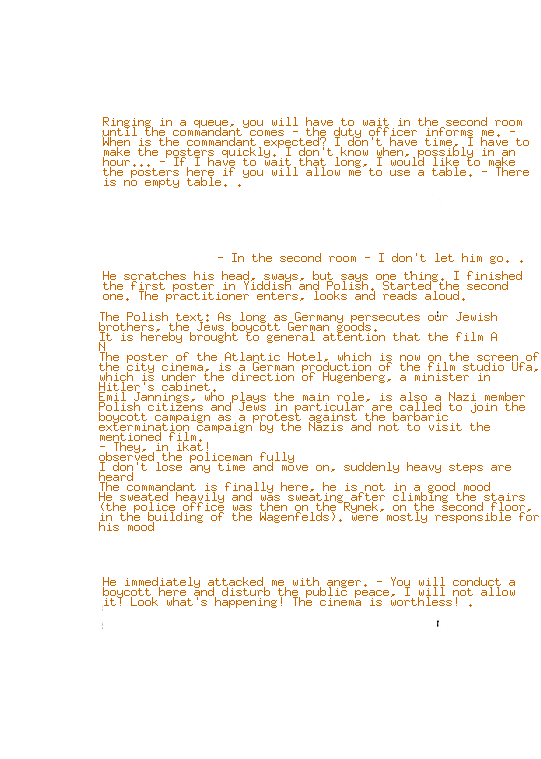 Ringing in a queue, you will have to wait in the second room
until the commandant comes - the duty officer informs me. -
When is the commandant expected? I don't have time, I have to
make the posters quickly. I don't know when, possibly in an
hour... - If I have to wait that long, I would like to make
the posters here if you will allow me to use a table. - There
is no empty table. .
- In the second room - I don't let him go. .
He scratches his head, sways, but says one thing. I finished
the first poster in Yiddish and Polish. Started the second
one. The practitioner enters, looks and reads aloud.
The Polish text: As long as Germany persecutes our Jewish
brothers, the Jews boycott German goods.
It is hereby brought to general attention that the film A
N
The poster of the Atlantic Hotel, which is now on the screen of
the city cinema, is a German production of the film studio Ufa,
which is under the direction of Hugenberg, a minister in
Hitler's cabinet.
Emil Jannings, who plays the main role, is also a Nazi member
Polish citizens and Jews in particular are called to join the
boycott campaign as a protest against the barbaric
extermination campaign by the Nazis and not to visit the
mentioned film.
- They, in ikat!
observed the policeman fully
I don't lose any time and move on, suddenly heavy steps are
heard
The commandant is finally here, he is not in a good mood
He sweated heavily and was sweating after climbing the stairs
(the police office was then on the Rynek, on the second floor,
in the building of the Wagenfelds). were mostly responsible for
his mood
He immediately attacked me with anger. - You will conduct a
boycott here and disturb the public peace, I will not allow
it! Look what's happening! The cinema is worthless! .